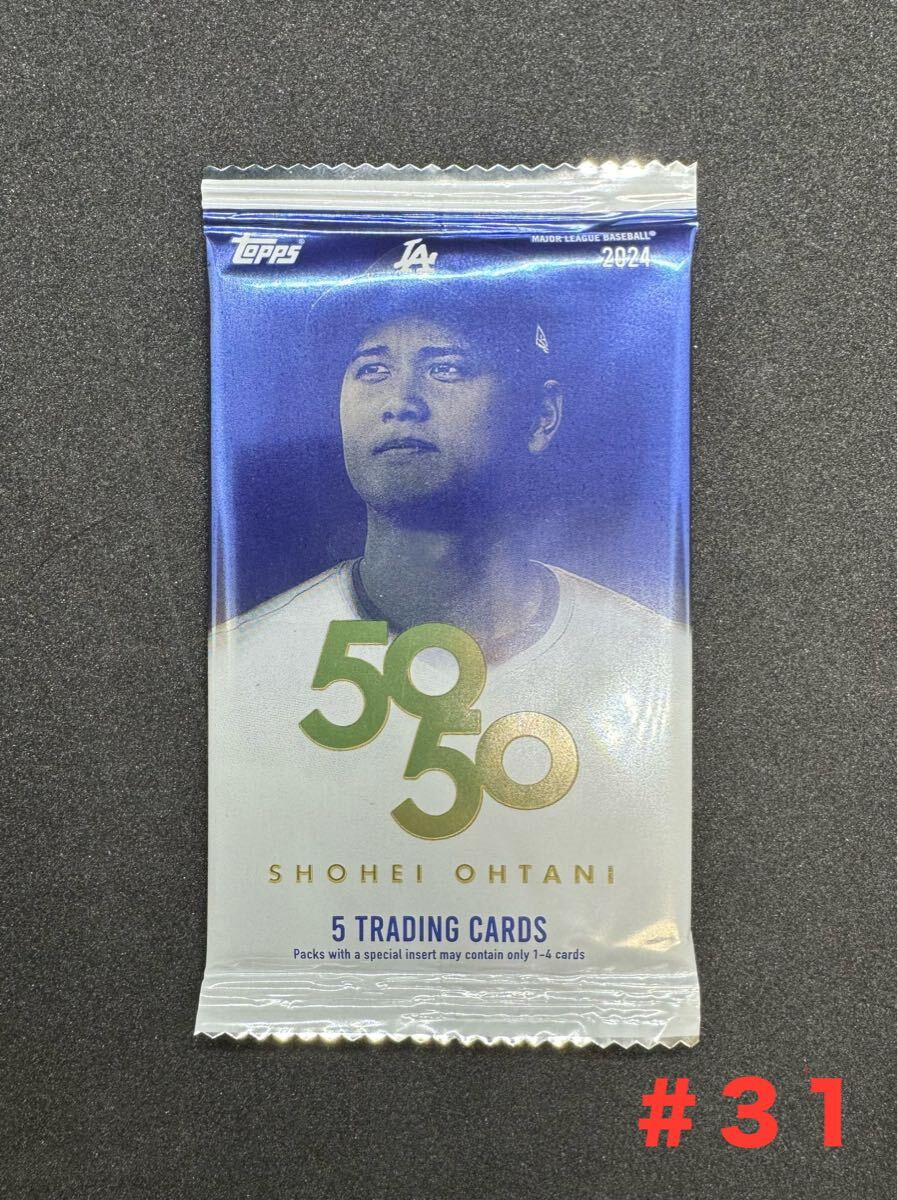 topps®
LA
MAJOR LEAGUE BASEBALL®
2024
50
50
SHOHEI OHTANI
5 TRADING CARDS
Packs with a special insert may contain only 1-4 cards
#31